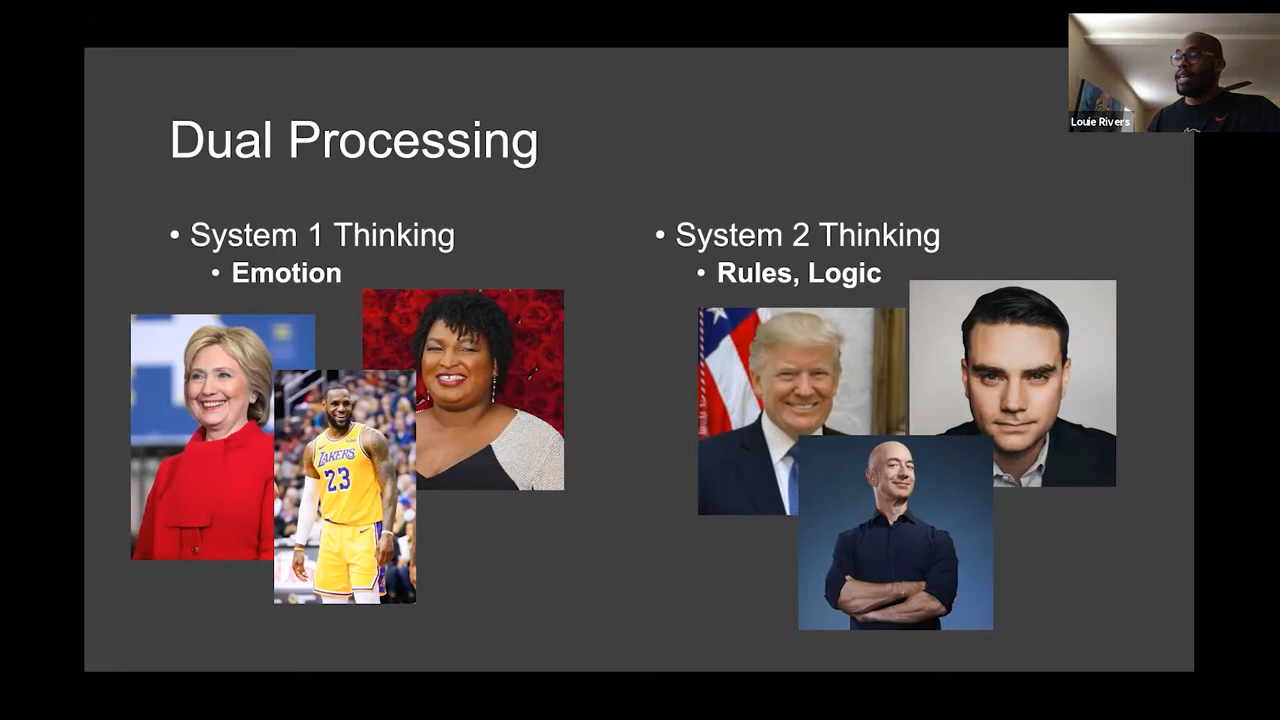 Dual Processing
• System 1 Thinking
• Emotion
• System 2 Thinking
• Rules, Logic
LAKERS
23
Louie Rivers